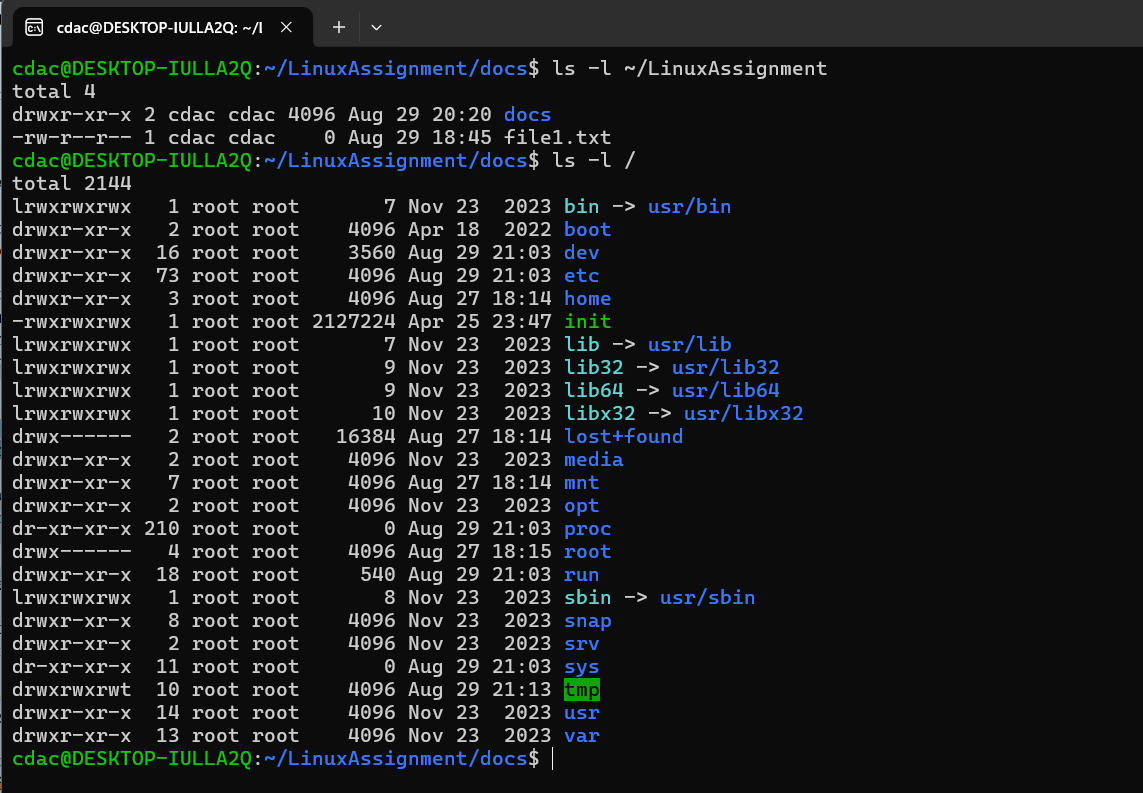 cdac@DESKTOP-IULLA2Q: ~/l
cdac@DESKTOP-IULLA2Q:~/LinuxAssignment/docs$ ls -l ~/LinuxAssignment
total 4
drwxr-xr-x 2 cdac cdac 4096 Aug 29 20:20 docs
-rw-r--r-- 1 cdac cdac    0 Aug 29 18:45 file1.txt
cdac@DESKTOP-IULLA2Q:~/LinuxAssignment/docs$ ls -l /
total 2144
lrwxrwxrwx   1 root root       7 Nov 23  2023 bin -> usr/bin
drwxr-xr-x   2 root root    4096 Apr 18  2022 boot
drwxr-xr-x  16 root root    3560 Aug 29 21:03 dev
drwxr-xr-x  73 root root    4096 Aug 29 21:03 etc
drwxr-xr-x   3 root root    4096 Aug 27 18:14 home
-rwxrwxrwx   1 root root 2127224 Apr 25 23:47 init
lrwxrwxrwx   1 root root       7 Nov 23  2023 lib -> usr/lib
lrwxrwxrwx   1 root root       9 Nov 23  2023 lib32 -> usr/lib32
lrwxrwxrwx   1 root root       9 Nov 23  2023 lib64 -> usr/lib64
lrwxrwxrwx   1 root root      10 Nov 23  2023 libx32 -> usr/libx32
drwx------   2 root root   16384 Aug 27 18:14 lost+found
drwxr-xr-x   2 root root    4096 Nov 23  2023 media
drwxr-xr-x   7 root root    4096 Aug 27 18:14 mnt
drwxr-xr-x   2 root root    4096 Nov 23  2023 opt
dr-xr-xr-x 210 root root       0 Aug 29 21:03 proc
drwx------   4 root root    4096 Aug 27 18:15 root
drwxr-xr-x  18 root root     540 Aug 29 21:03 run
lrwxrwxrwx   1 root root       8 Nov 23  2023 sbin -> usr/sbin
drwxr-xr-x   8 root root    4096 Nov 23  2023 snap
drwxr-xr-x   2 root root    4096 Nov 23  2023 srv
dr-xr-xr-x  11 root root       0 Aug 29 21:03 sys
drwxrwxrwt  10 root root    4096 Aug 29 21:13 tmp
drwxr-xr-x  14 root root    4096 Nov 23  2023 usr
drwxr-xr-x  13 root root    4096 Nov 23  2023 var
cdac@DESKTOP-IULLA2Q:~/LinuxAssignment/docs$